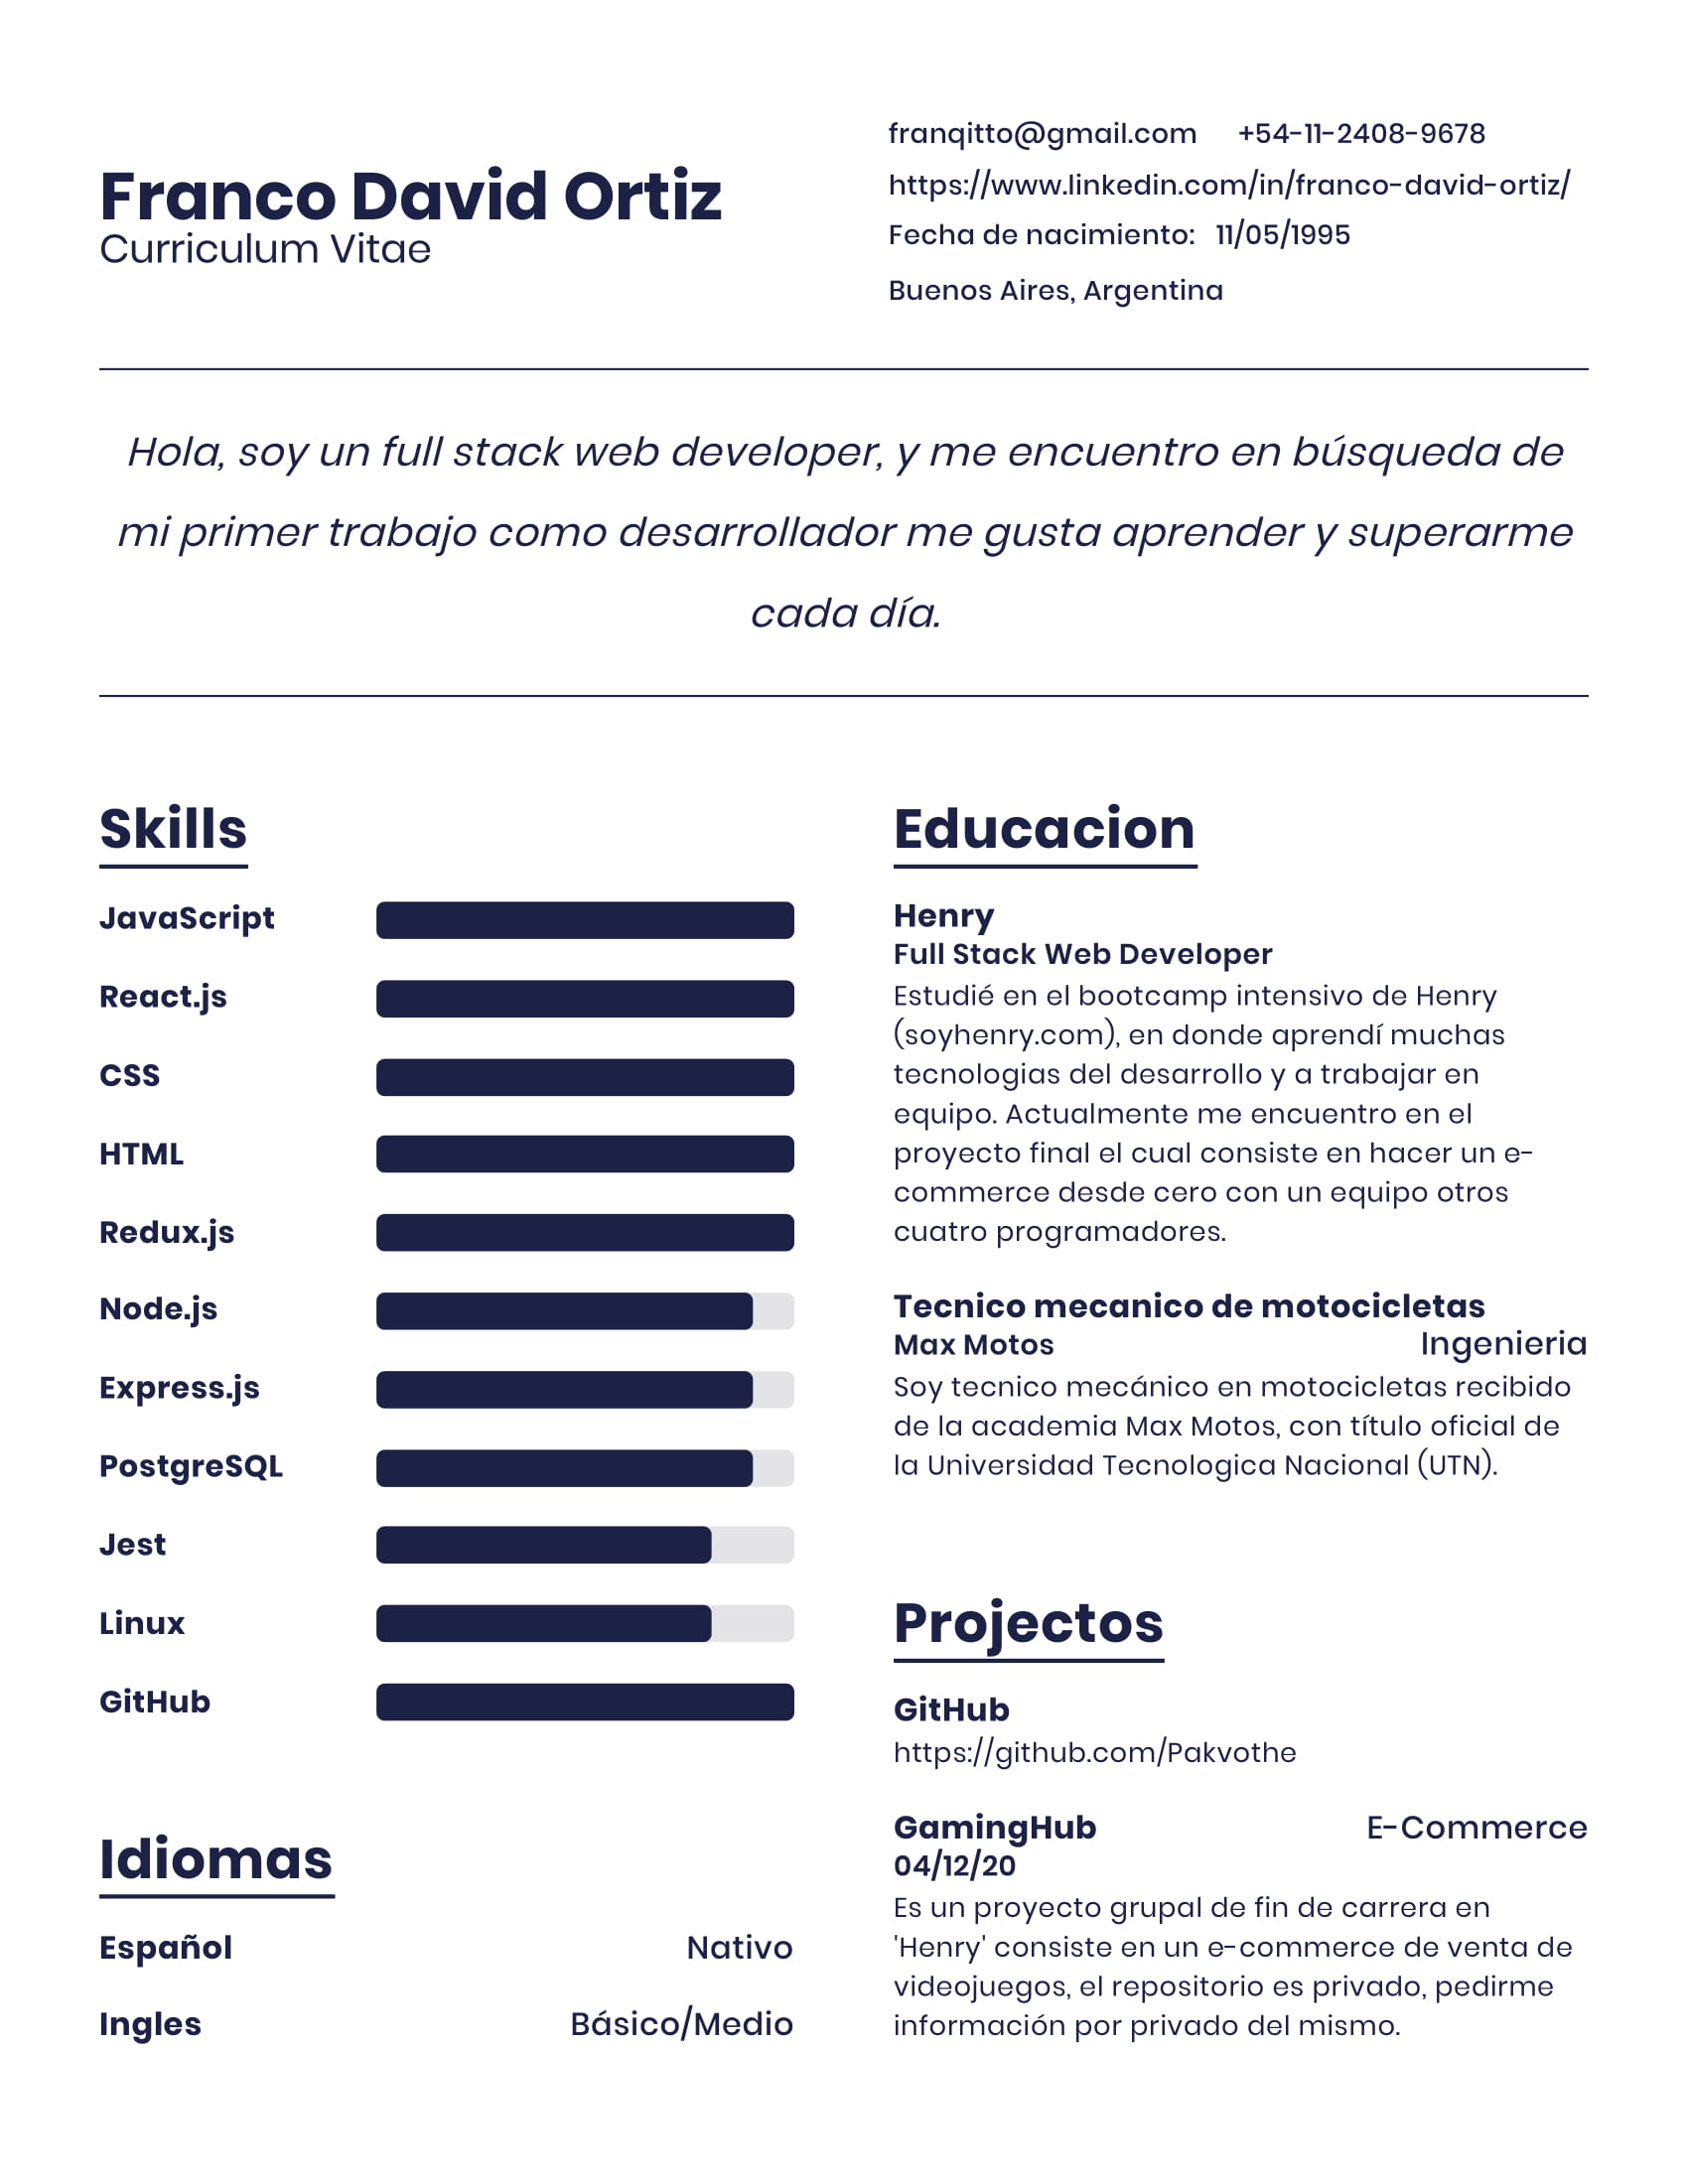 Franco David Ortiz
Curriculum Vitae
franqitto@gmail.com +54-11-2408-9678
https://www.linkedin.com/in/franco-david-ortiz/
Fecha de nacimiento: 11/05/1995
Buenos Aires, Argentina
Hola, soy un full stack web developer, y me encuentro en búsqueda de
mi primer trabajo como desarrollador me gusta aprender y superarme
cada día.
Skills
JavaScript
React.js
CSS
HTML
Redux.js
Node.js
Express.js
PostgreSQL
Jest
Linux
GitHub
Idiomas
Español Nativo
Ingles Básico/Medio
Educacion
Henry
Full Stack Web Developer
Estudié en el bootcamp intensivo de Henry
(soyhenry.com), en donde aprendí muchas
tecnologias del desarrollo y a trabajar en
equipo. Actualmente me encuentro en el
proyecto final el cual consiste en hacer un e-
commerce desde cero con un equipo otros
cuatro programadores.
Tecnico mecanico de motocicletas
Max Motos Ingenieria
Soy tecnico mecánico en motocicletas recibido
de la academia Max Motos, con título oficial de
la Universidad Tecnologica Nacional (UTN).
Projectos
GitHub
https://github.com/Pakvothe
GamingHub E-Commerce
04/12/20
Es un proyecto grupal de fin de carrera en
'Henry' consiste en un e-commerce de venta de
videojuegos, el repositorio es privado, pedirme
información por privado del mismo.